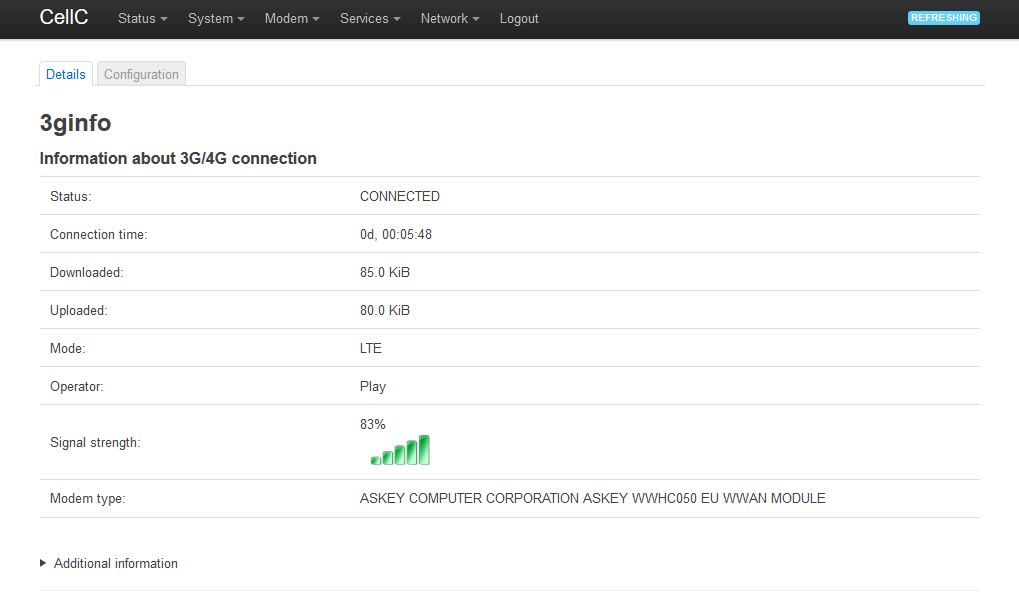 CellC Status System Modem Services Network Logout REFRESHING
Details Configuration
3ginfo
Information about 3G/4G connection
Status: CONNECTED
Connection time: 0d, 00:05:48
Downloaded: 85.0 KiB
Uploaded: 80.0 KiB
Mode: LTE
Operator: Play
83%
Signal strength:
Modem type: ASKEY COMPUTER CORPORATION ASKEY WWHC050 EU WWAN MODULE
Additional information